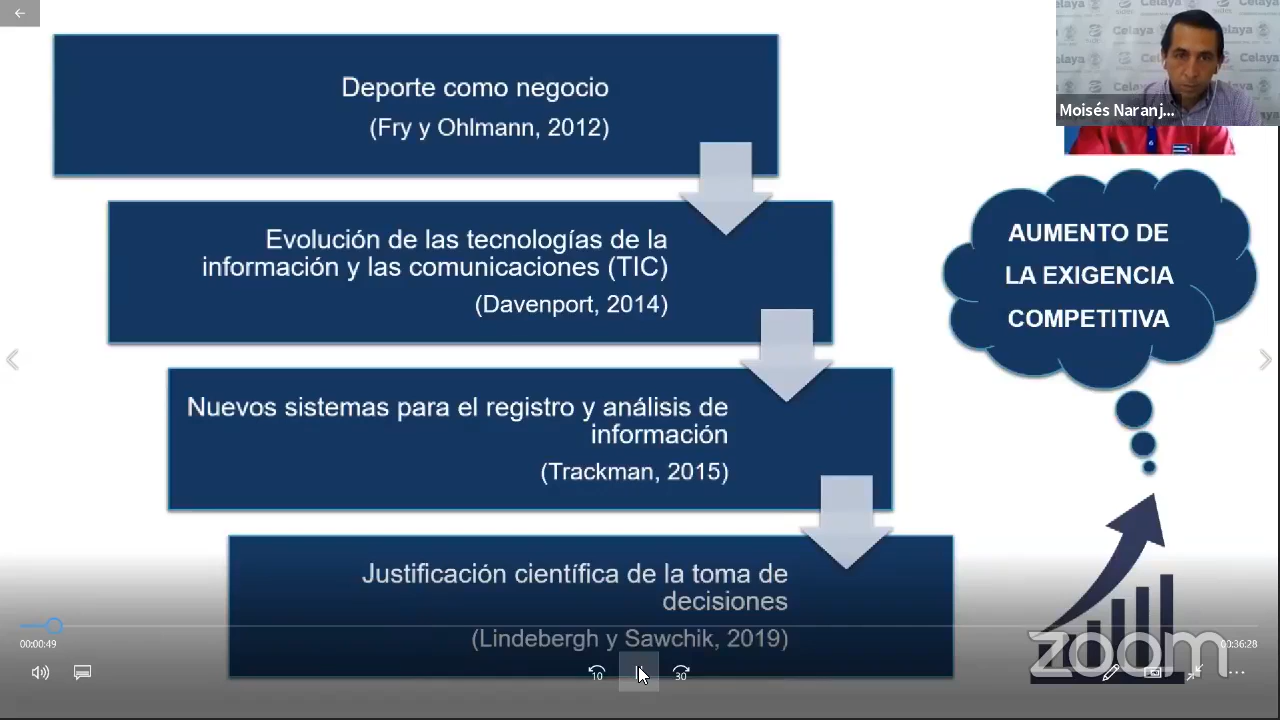 Deporte como negocio
(Fry y Ohlmann, 2012)
Evolución de las tecnologías de la
información y las comunicaciones (TIC)
(Davenport, 2014)
Nuevos sistemas para el registro y análisis de
información
(Trackman, 2015)
Justificación científica de la toma de
decisiones
(Lindebergh y Sawchik, 2019)
AUMENTO DE
LA EXIGENCIA
COMPETITIVA
Celaya
Moisés Naranj...
00:00:49
00:36:28
10
30
zoom